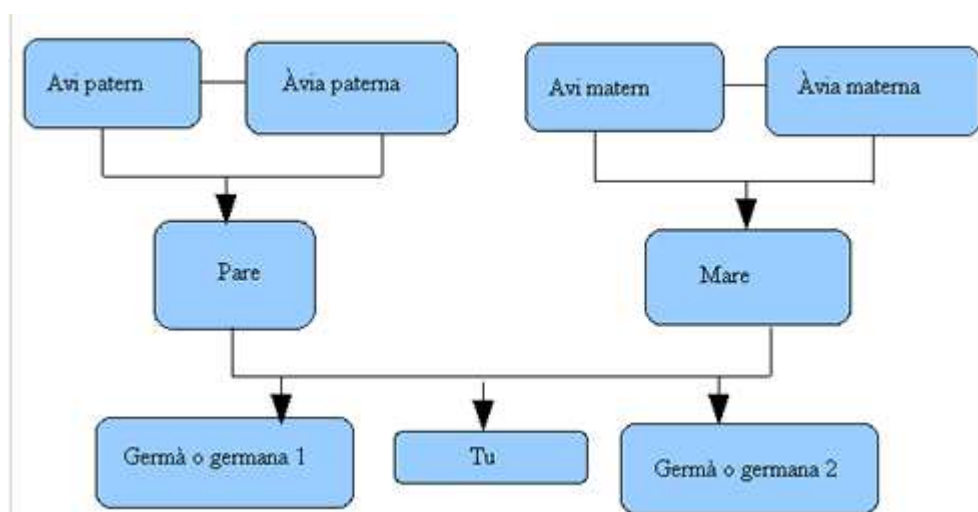 Avi patern
Àvia paterna
Avi matern
Àvia materna
Pare
Mare
Germà o germana 1
Tu
Germà o germana 2